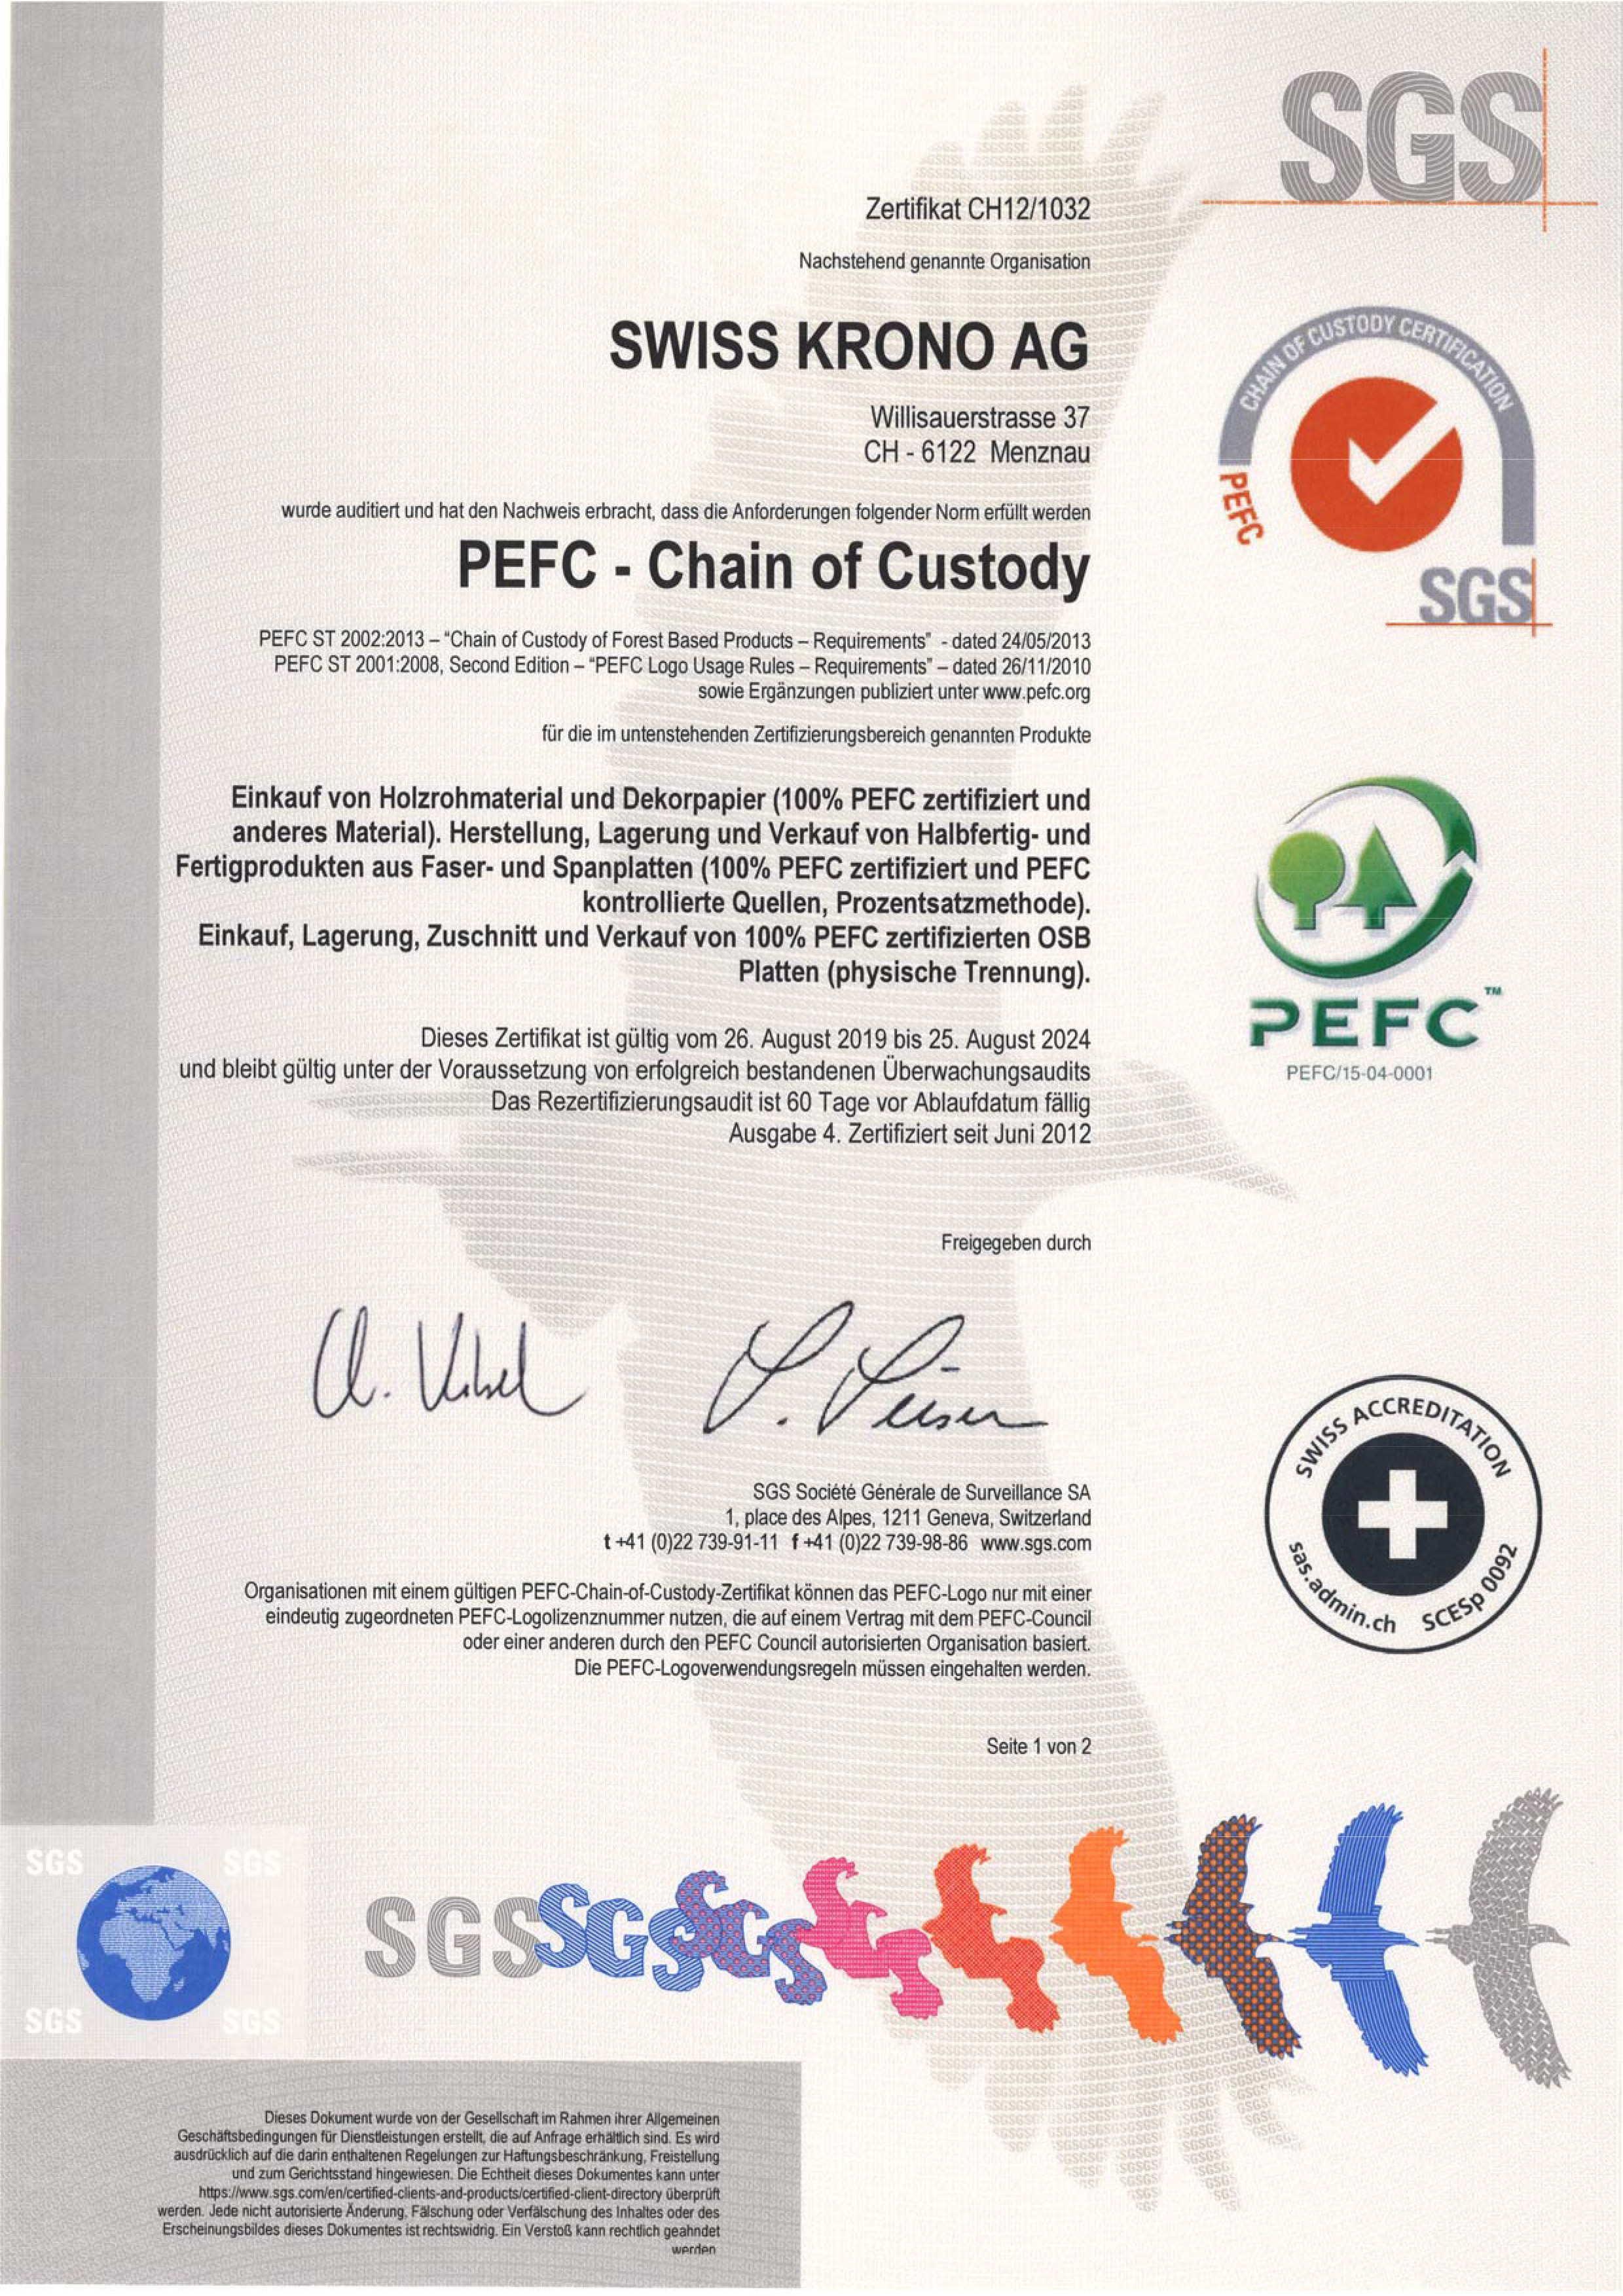 SGS
Zertifikat CH12/1032
Nachstehend genannte Organisation
SWISS KRONO AG
Willisauerstrasse 37
CH - 6122 Menznau
CHAIN OF CUSTODY CERTIFICATION
PEFC
SGS
wurde auditiert und hat den Nachweis erbracht, dass die Anforderungen folgender Norm erfüllt werden
PEFC - Chain of Custody
PEFC ST 2002:2013 – "Chain of Custody of Forest Based Products – Requirements" - dated 24/05/2013
PEFC ST 2001:2008, Second Edition – "PEFC Logo Usage Rules – Requirements" – dated 26/11/2010
sowie Ergänzungen publiziert unter www.pefc.org
für die im untenstehenden Zertifizierungsbereich genannten Produkte
Einkauf von Holzrohmaterial und Dekorpapier (100% PEFC zertifiziert und
anderes Material). Herstellung, Lagerung und Verkauf von Halbfertig- und
Fertigprodukten aus Faser- und Spanplatten (100% PEFC zertifiziert und PEFC
kontrollierte Quellen, Prozentsatzmethode).
Einkauf, Lagerung, Zuschnitt und Verkauf von 100% PEFC zertifizierten OSB
Platten (physische Trennung).
PEFC™
PEFC/15-04-0001
Dieses Zertifikat ist gültig vom 26. August 2019 bis 25. August 2024
und bleibt gültig unter der Voraussetzung von erfolgreich bestandenen Überwachungsaudits
Das Rezertifizierungsaudit ist 60 Tage vor Ablaufdatum fällig
Ausgabe 4. Zertifiziert seit Juni 2012
Freigegeben durch
SWISS ACCREDITATION
sas.admin.ch SCESp 0092
SGS Société Générale de Surveillance SA
1, place des Alpes, 1211 Geneva, Switzerland
t +41 (0)22 739-91-11 f +41 (0)22 739-98-86 www.sgs.com
Organisationen mit einem gültigen PEFC-Chain-of-Custody-Zertifikat können das PEFC-Logo nur mit einer
eindeutig zugeordneten PEFC-Logolizenznummer nutzen, die auf einem Vertrag mit dem PEFC-Council
oder einer anderen durch den PEFC Council autorisierten Organisation basiert.
Die PEFC-Logoverwendungsregeln müssen eingehalten werden.
Seite 1 von 2
SGS SGS
SGS SGS
SGS SGS SGS
Dieses Dokument wurde von der Gesellschaft im Rahmen ihrer Allgemeinen
Geschäftsbedingungen für Dienstleistungen erstellt, die auf Anfrage erhältlich sind. Es wird
ausdrücklich auf die darin enthaltenen Regelungen zur Haftungsbeschränkung, Freistellung
und zum Gerichtsstand hingewiesen. Die Echtheit dieses Dokumentes kann unter
https://www.sgs.com/en/certified-clients-and-products/certified-client-directory überprüft
werden. Jede nicht autorisierte Änderung, Fälschung oder Verfälschung des Inhaltes oder des
Erscheinungsbildes dieses Dokumentes ist rechtswidrig. Ein Verstoß kann rechtlich geahndet
werden